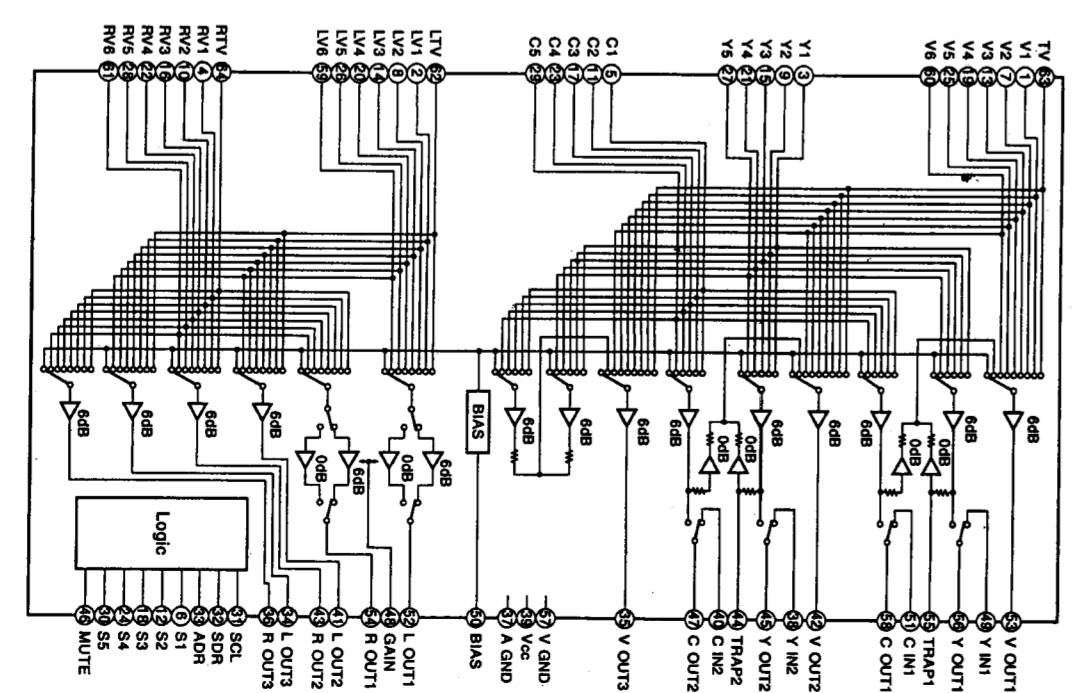 RV6 61
RV5 28
RV4 22
RV3 16
RV2 10
RV1 4
RTV 64
LV6 59
LV5 26
LV4 20
LV3 14
LV2 8
LV1 2
LTV 62
C5 29
C4 23
C3 17
C2 11
C1 5
Y5 27
Y4 21
Y3 15
Y2 9
Y1 3
V6 60
V5 25
V4 19
V3 13
V2 7
V1 1
TV 63
6dB
6dB
6dB
6dB
0dB
6dB
0dB
6dB
BIAS
6dB
6dB
6dB
6dB
0dB
6dB
6dB
6dB
0dB
6dB
6dB
Logic
46 MUTE
30 S5
24 S4
18 S3
12 S2
6 S1
33 ADR
32 SDR
31 SCL
36 R OUT3
34 L OUT3
43 R OUT2
41 L OUT2
54 R OUT1
48 GAIN
52 L OUT1
50 BIAS
37 A GND
39 Vcc
57 V GND
35 V OUT3
47 C OUT2
40 C IN2
44 TRAP2
45 Y OUT2
38 Y IN2
42 V OUT2
58 C OUT1
51 C IN1
55 TRAP1
56 Y OUT1
49 Y IN1
53 V OUT1